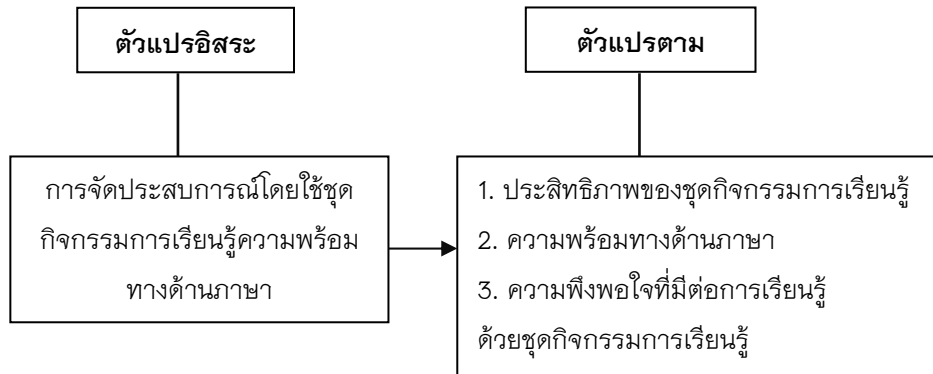 ตัวแปรอิสระ
ตัวแปรตาม
การจัดประสบการณ์โดยใช้ชุด
กิจกรรมการเรียนรู้ความพร้อม
ทางด้านภาษา
1. ประสิทธิภาพของชุดกิจกรรมการเรียนรู้
2. ความพร้อมทางด้านภาษา
3. ความพึงพอใจที่มีต่อการเรียนรู้
ด้วยชุดกิจกรรมการเรียนรู้